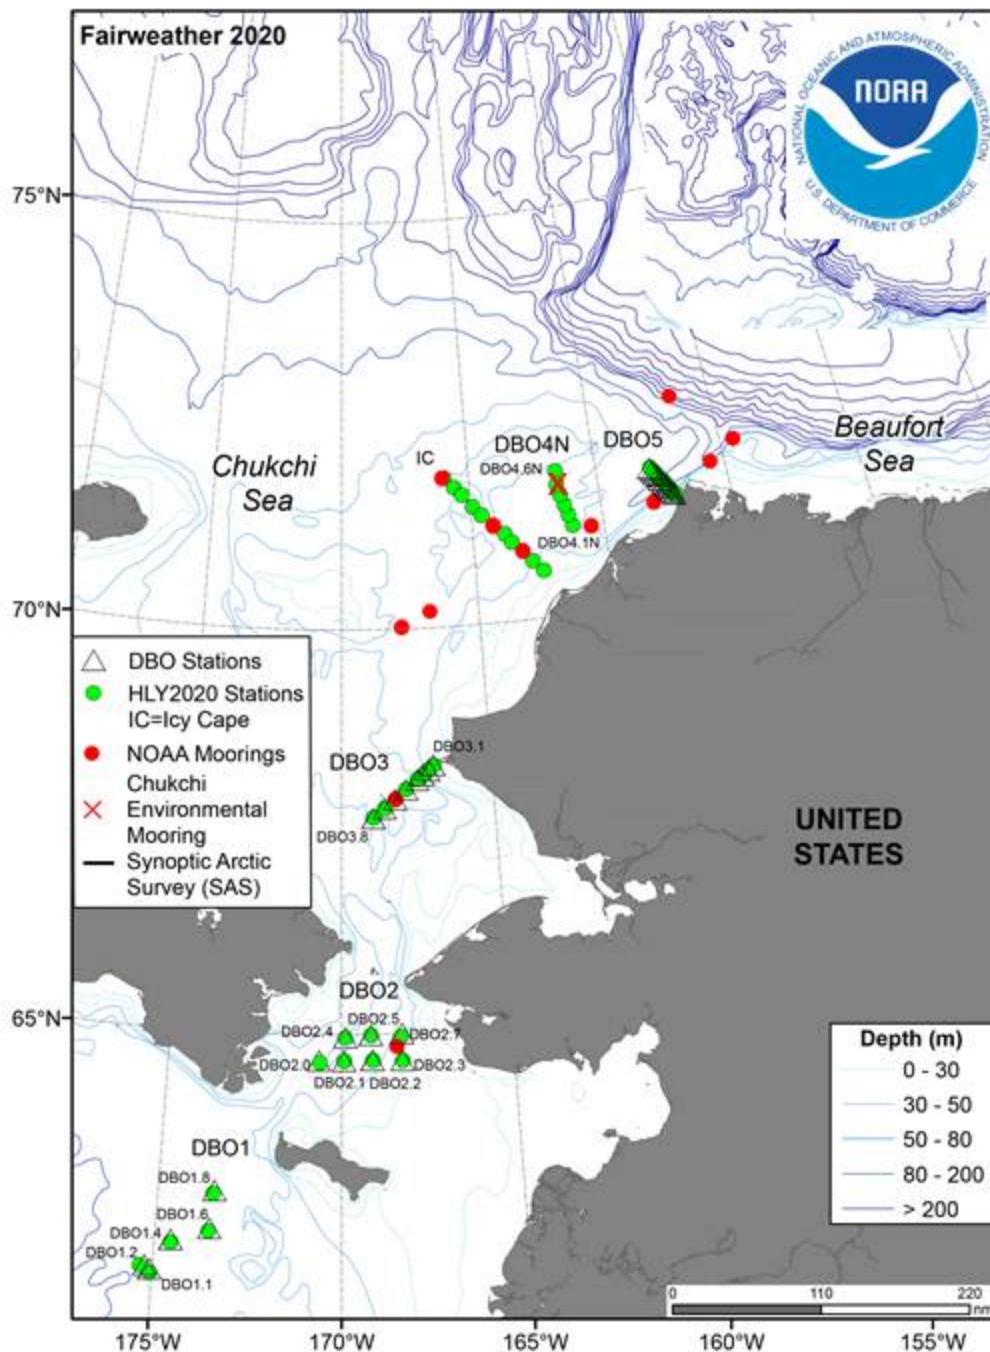 Fairweather 2020
NATIONAL OCEANIC AND ATMOSPHERIC ADMINISTRATION
NOAA
U.S. DEPARTMENT OF COMMERCE
75°N
Chukchi
Sea
IC
DBO4N
DBO4.6N
DBO4.1N
DBO5
Beaufort
Sea
70°N
DBO Stations
HLY2020 Stations
IC=Icy Cape
NOAA Moorings
Chukchi
Environmental
Mooring
Synoptic Arctic
Survey (SAS)
DBO3
DBO3.1
DBO3.8
UNITED
STATES
65°N
DBO2
DBO2.5
DBO2.4
DBO2.7
DBO2.0
DBO2.3
DBO2.1
DBO2.2
DBO1
DBO1.8
DBO1.6
DBO1.4
DBO1.2
DBO1.1
Depth (m)
0 - 30
30 - 50
50 - 80
80 - 200
> 200
0 110 220
nm
175°W 170°W 165°W 160°W 155°W